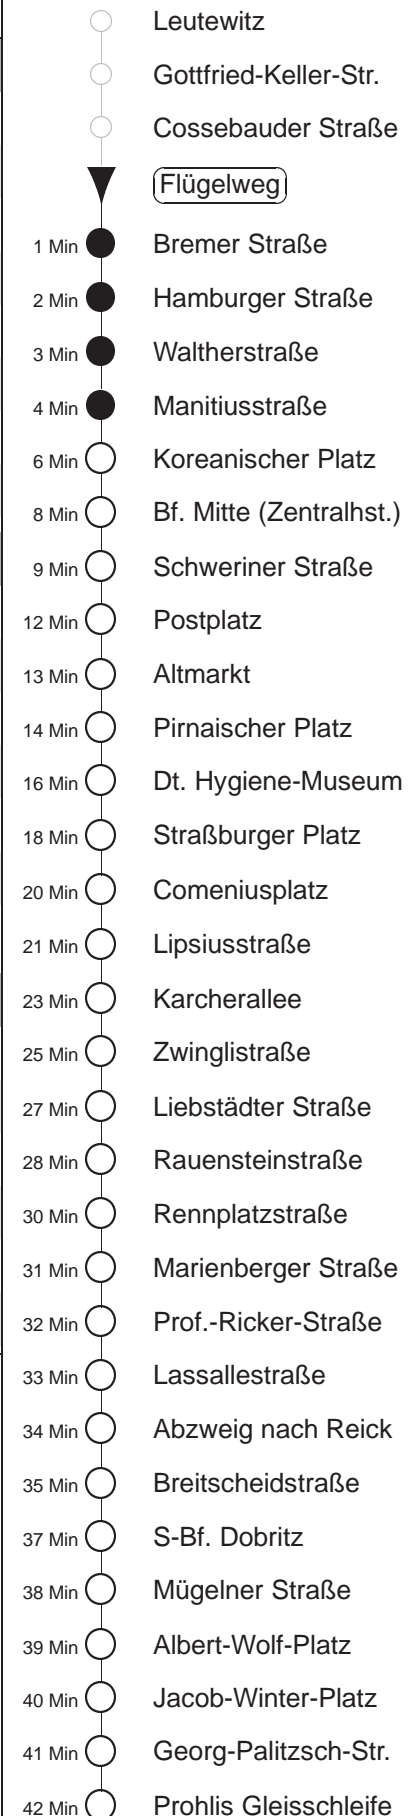 Leutewitz
Gottfried-Keller-Str.
Cossebauder Straße
Flügelweg
1 Min Bremer Straße
2 Min Hamburger Straße
3 Min Waltherstraße
4 Min Manitiusstraße
6 Min Koreanischer Platz
8 Min Bf. Mitte (Zentralhst.)
9 Min Schweriner Straße
12 Min Postplatz
13 Min Altmarkt
14 Min Pirnaischer Platz
16 Min Dt. Hygiene-Museum
18 Min Straßburger Platz
20 Min Comeniusplatz
21 Min Lipsiusstraße
23 Min Karcherallee
25 Min Zwinglistraße
27 Min Liebstädter Straße
28 Min Rauensteinstraße
30 Min Rennplatzstraße
31 Min Marienberger Straße
32 Min Prof.-Ricker-Straße
33 Min Lassallestraße
34 Min Abzweig nach Reick
35 Min Breitscheidstraße
37 Min S-Bf. Dobritz
38 Min Mügelner Straße
39 Min Albert-Wolf-Platz
40 Min Jacob-Winter-Platz
41 Min Georg-Palitzsch-Str.
42 Min Prohlis Gleisschleife